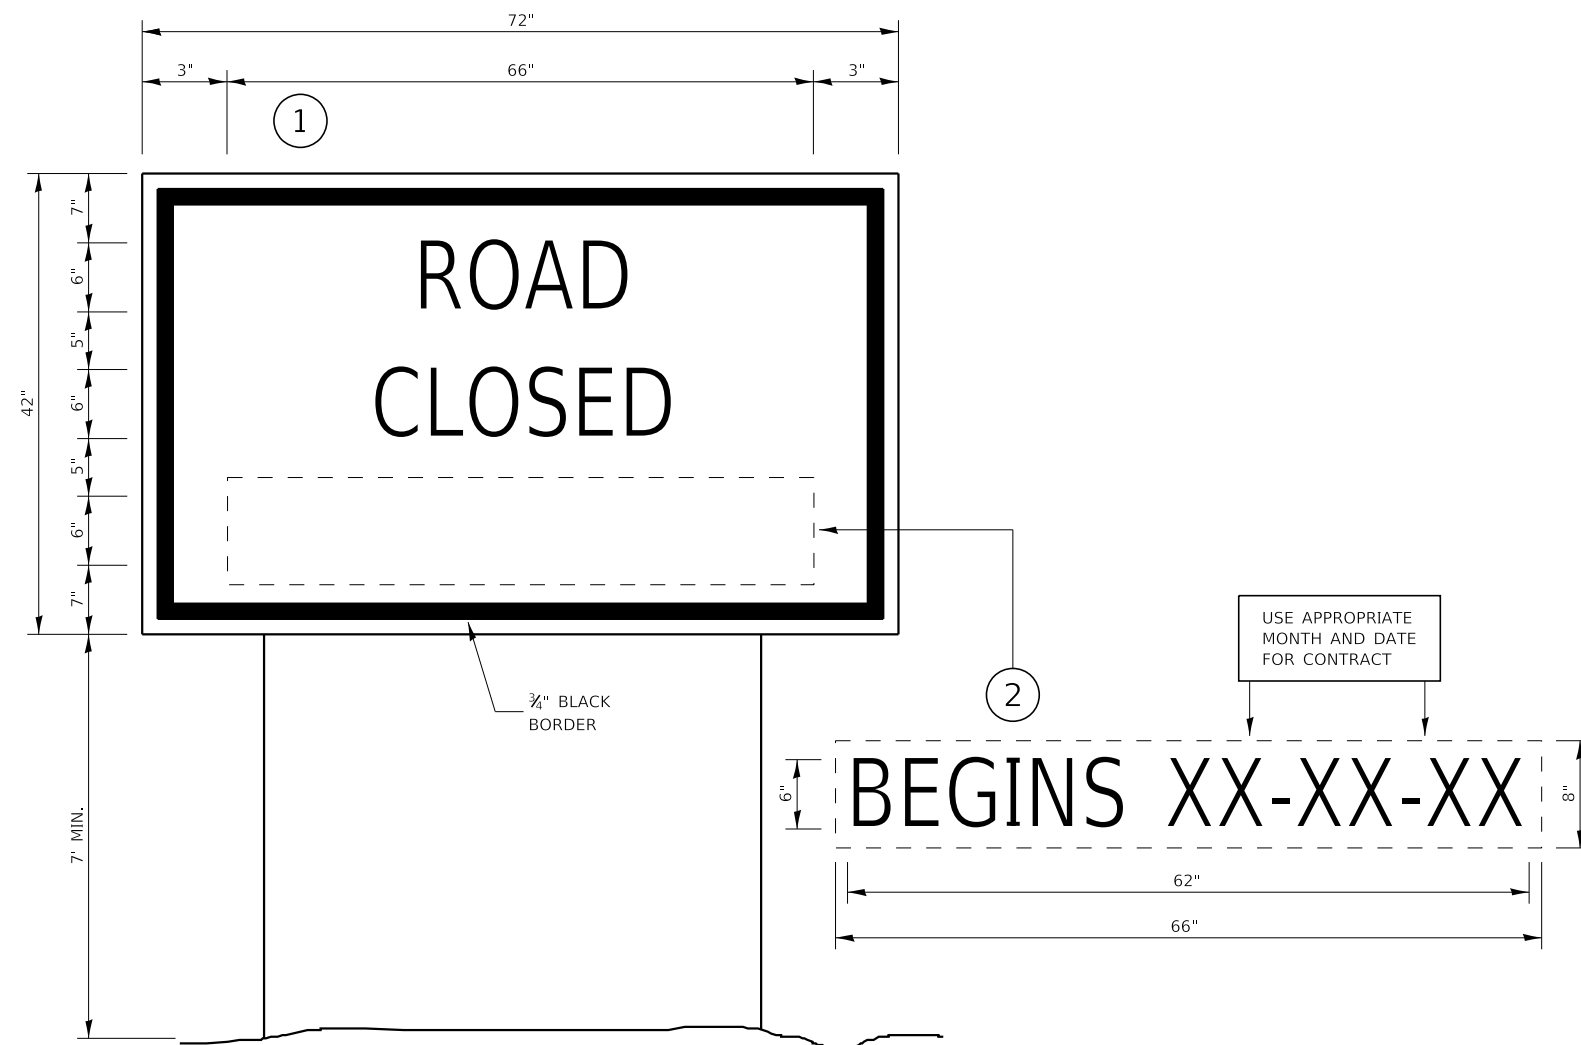 72"
3" 66" 3"
1
7"
6"
5"
6"
5"
6"
7"
42"
ROAD
CLOSED
¾" BLACK
BORDER
2
USE APPROPRIATE
MONTH AND DATE
FOR CONTRACT
7' MIN.
6"
BEGINS XX-XX-XX
8"
62"
66"